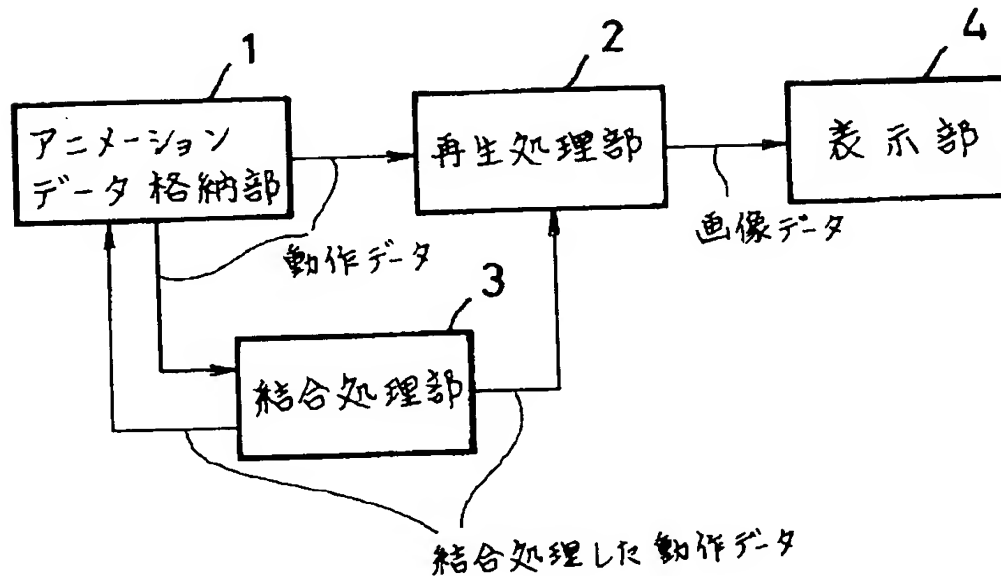 1
アニメーション
データ格納部
2
再生処理部
4
表示部
動作データ
画像データ
3
結合処理部
結合処理した動作データ